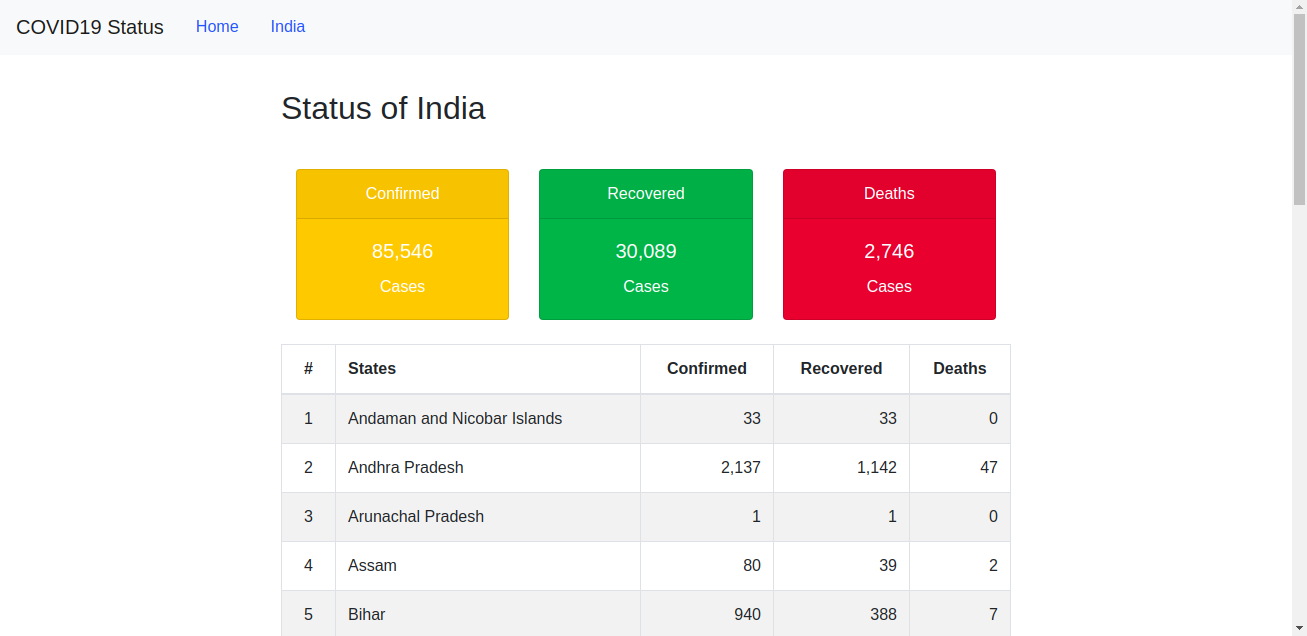 COVID19 Status Home India
Status of India
Confirmed Recovered Deaths
85,546 30,089 2,746
Cases Cases Cases
# States Confirmed Recovered Deaths
1 Andaman and Nicobar Islands 33 33 0
2 Andhra Pradesh 2,137 1,142 47
3 Arunachal Pradesh 1 1 0
4 Assam 80 39 2
5 Bihar 940 388 7